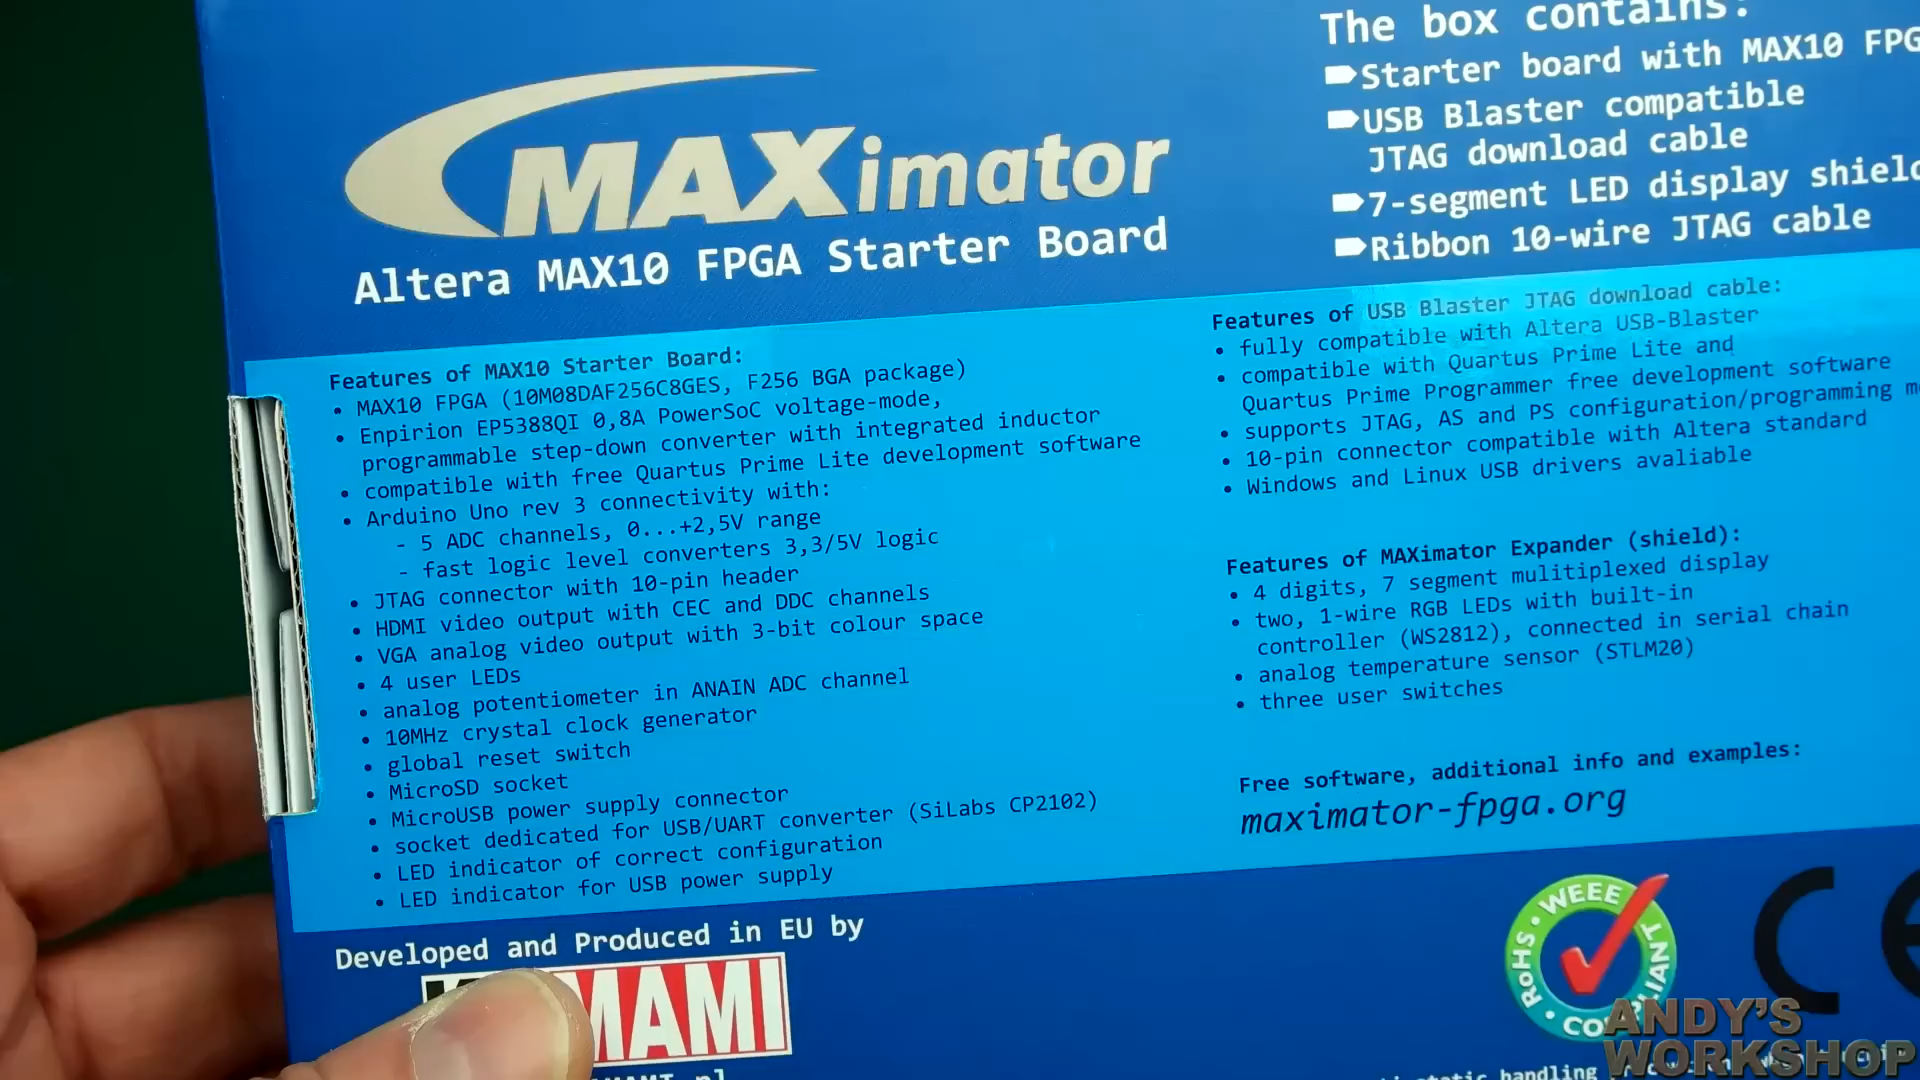 MAXimator
Altera MAX10 FPGA Starter Board
The box contains:
Starter board with MAX10
USB Blaster compatible
JTAG download cable
7-segment LED display
Ribbon 10-wire JTAG cable
Features of MAX10 Starter Board:
• MAX10 FPGA (10M08DAF256C8GES, F256 BGA package)
• Enpirion EP5388QI 0,8A PowerSoC voltage-mode,
programmable step-down converter with integrated inductor
• compatible with free Quartus Prime Lite development software
• Arduino Uno rev 3 connectivity with:
- 5 ADC channels, 0...+2,5V range
- fast logic level converters 3,3/5V logic
• JTAG connector with 10-pin header
• HDMI video output with CEC and DDC channels
• VGA analog video output with 3-bit colour space
• 4 user LEDs
• analog potentiometer in ANAIN ADC channel
• 10MHz crystal clock generator
• global reset switch
• MicroSD socket
• MicroUSB power supply connector
• socket dedicated for USB/UART converter (SiLabs CP2102)
• LED indicator of correct configuration
• LED indicator for USB power supply
Features of USB Blaster JTAG download cable:
• fully compatible with Altera USB-Blaster
• compatible with Quartus Prime Lite and
Quartus Prime Programmer free development software
• supports JTAG, AS and PS configuration/programming
• 10-pin connector compatible with Altera standard
• Windows and Linux USB drivers avaliable
Features of MAXimator Expander (shield):
• 4 digits, 7 segment mulitiplexed display
• two, 1-wire RGB LEDs with built-in
controller (WS2812), connected in serial chain
• analog temperature sensor (STLM20)
• three user switches
Free software, additional info and examples:
maximator-fpga.org
Developed and Produced in EU by
MAMI
RoHS • WEEE
CE
handling
ANDY'S
WORKSHOP